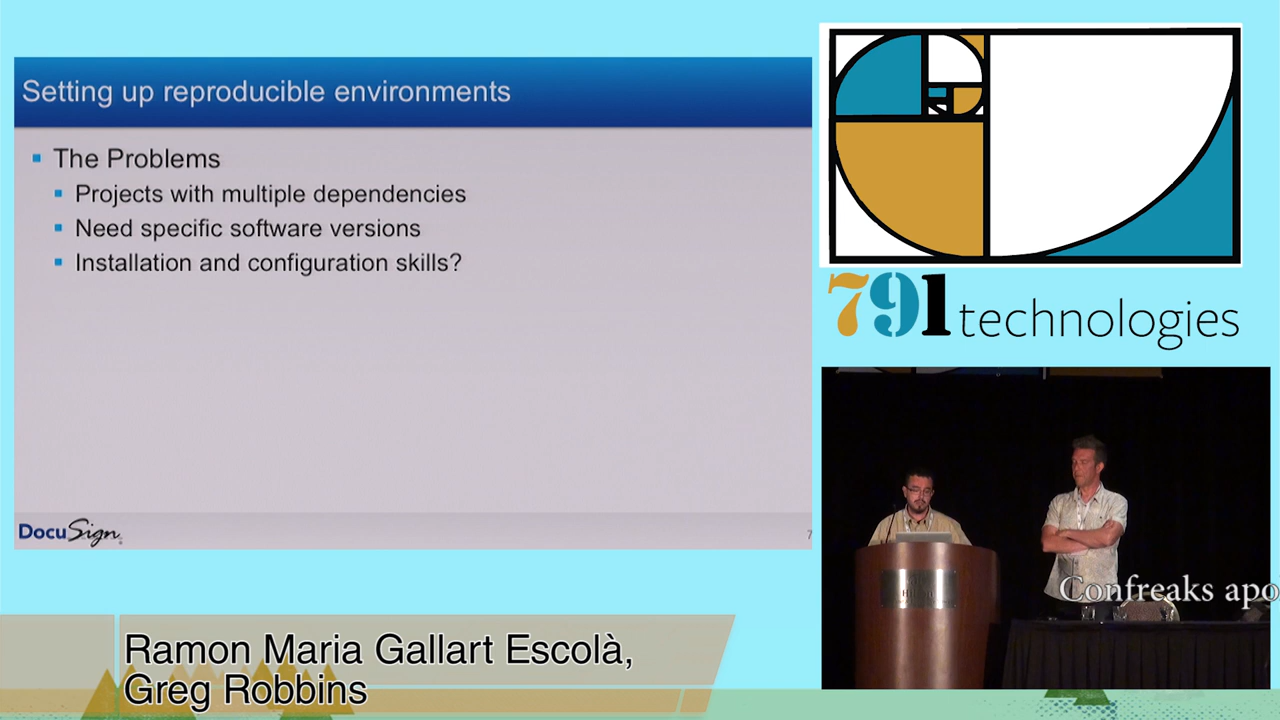 Setting up reproducible environments
The Problems
Projects with multiple dependencies
Need specific software versions
Installation and configuration skills?
DocuSign
7
791 technologies
Confreaks apo
Ramon Maria Gallart Escolà,
Greg Robbins